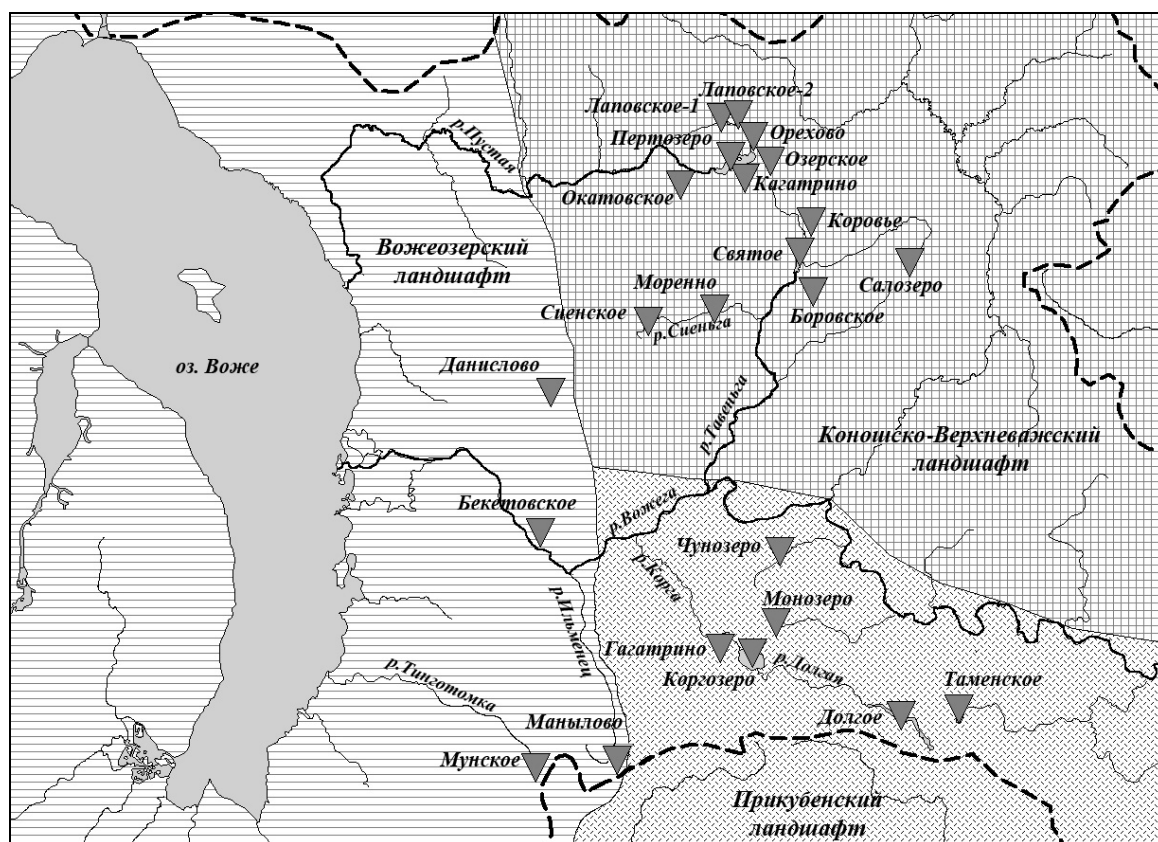 Лаповское-2
Лаповское-1
р.Пустая
Пертозеро
Орехово
Озерское
Кагатрино
Окатовское
Коровье
Вожеозерский
ландшафт
Святое
Моренно
Салозеро
Сиенское
р.Сиеньга
Боровское
оз. Воже
Данислово
р.Тавеньга
Коношско-Верхневажский
ландшафт
Бекетовское
р.Вожега
Чунозеро
р.Корга
р.Ильменец
Монозеро
Гагатрино
Коргозеро
р.Долгая
р.Тинготомка
Таменское
Манылово
Долгое
Мунское
Прикубенский
ландшафт